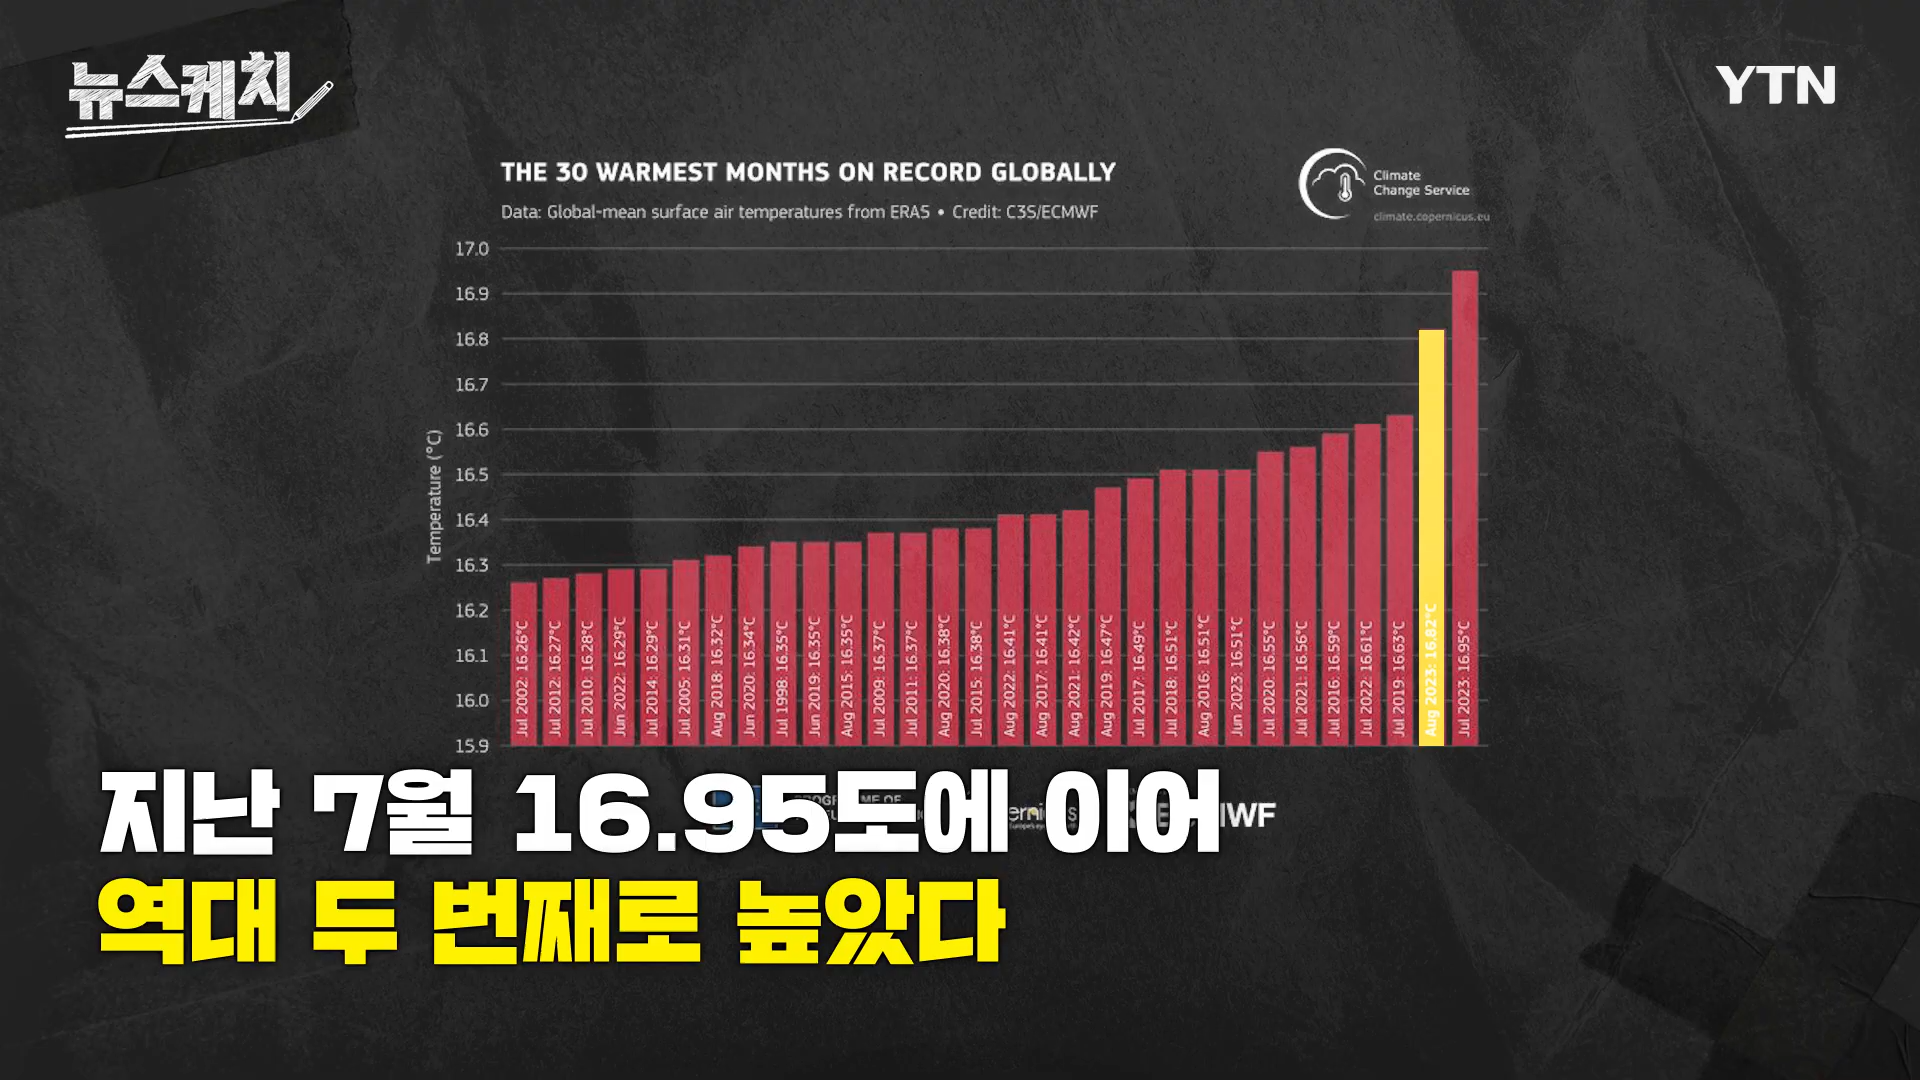 뉴스케치
YTN
THE 30 WARMEST MONTHS ON RECORD GLOBALLY
Data: Global-mean surface air temperatures from ERA5 • Credit: C3S/ECMWF
Climate
Change Service
climate.copernicus.eu
Temperature (°C)
17.0
16.9
16.8
16.7
16.6
16.5
16.4
16.3
16.2
16.1
16.0
15.9
Jul 2002: 16.26°C
Jul 2012: 16.27°C
Jul 2010: 16.28°C
Jun 2022: 16.29°C
Jul 2014: 16.29°C
Jul 2005: 16.31°C
Aug 2018: 16.32°C
Jun 2020: 16.34°C
Jul 1998: 16.35°C
Jun 2019: 16.35°C
Aug 2015: 16.35°C
Jul 2009: 16.37°C
Jul 2011: 16.37°C
Aug 2020: 16.38°C
Jul 2015: 16.38°C
Aug 2022: 16.41°C
Aug 2017: 16.41°C
Aug 2021: 16.42°C
Aug 2019: 16.47°C
Jul 2017: 16.49°C
Jul 2018: 16.51°C
Aug 2016: 16.51°C
Jun 2023: 16.51°C
Jul 2020: 16.55°C
Jul 2021: 16.56°C
Jul 2016: 16.59°C
Jul 2022: 16.61°C
Jul 2019: 16.63°C
Aug 2023: 16.82°C
Jul 2023: 16.95°C
지난 7월 16.95도에 이어
역대 두 번째로 높았다